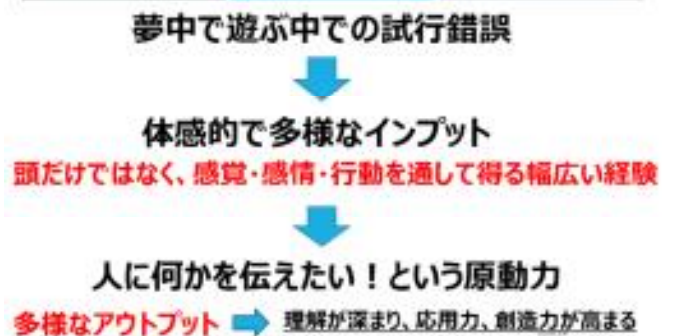 夢中で遊ぶ中での試行錯誤
体感的で多様なインプット
頭だけではなく、感覚・感情・行動を通して得る幅広い経験
人に何かを伝えたい！という原動力
多様なアウトプット 理解が深まり、応用力、創造力が高まる